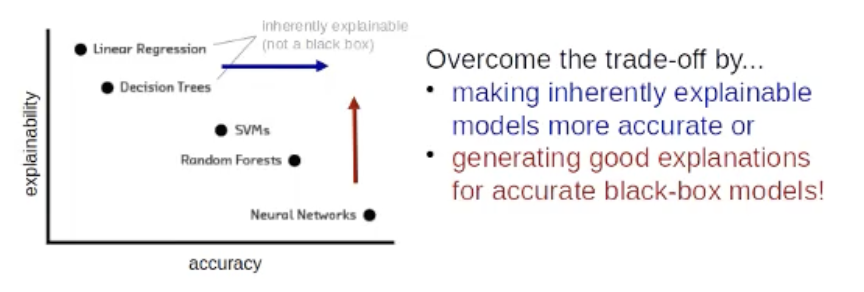 inherently explainable
(not a black box)
Linear Regression
Decision Trees
SVMs
Random Forests
Neural Networks
explainability
accuracy
Overcome the trade-off by...
• making inherently explainable
models more accurate or
• generating good explanations
for accurate black-box models!